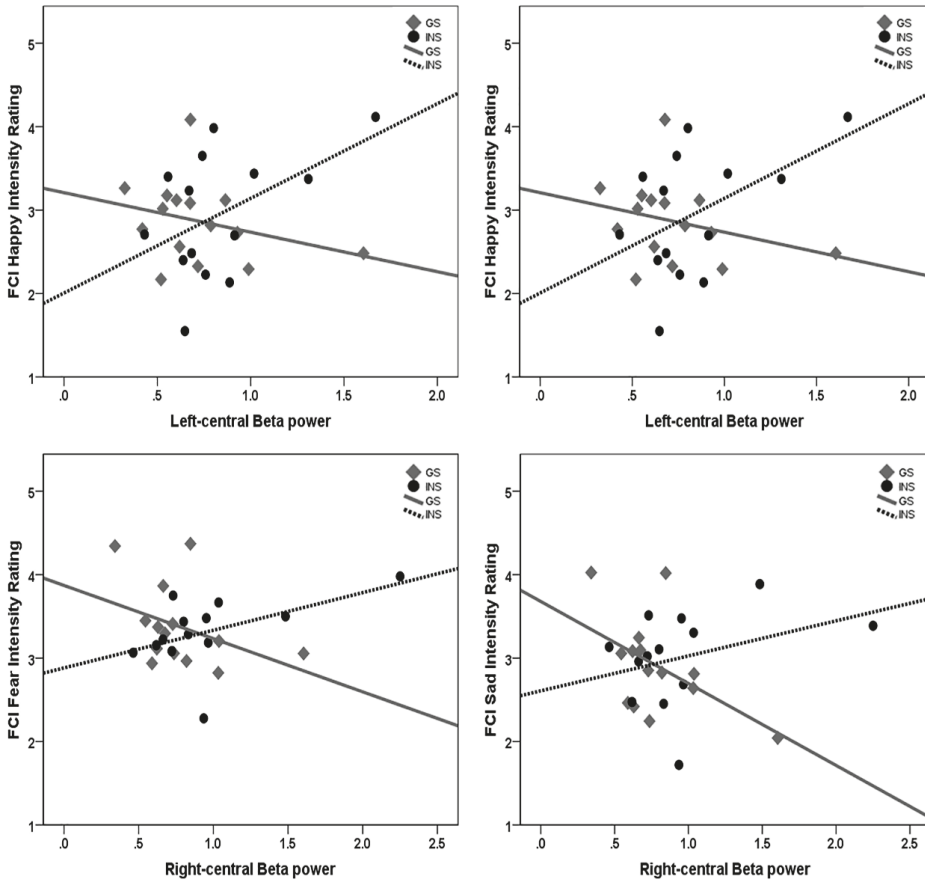 GS
INS
GS
INS
FCI Happy Intensity Rating
5
4
3
2
1
.0 .5 1.0 1.5 2.0
Left-central Beta power
GS
INS
GS
INS
FCI Happy Intensity Rating
5
4
3
2
1
.0 .5 1.0 1.5 2.0
Left-central Beta power
GS
INS
GS
INS
FCI Fear Intensity Rating
5
4
3
2
1
.0 .5 1.0 1.5 2.0 2.5
Right-central Beta power
GS
INS
GS
INS
FCI Sad Intensity Rating
5
4
3
2
1
.0 .5 1.0 1.5 2.0 2.5
Right-central Beta power